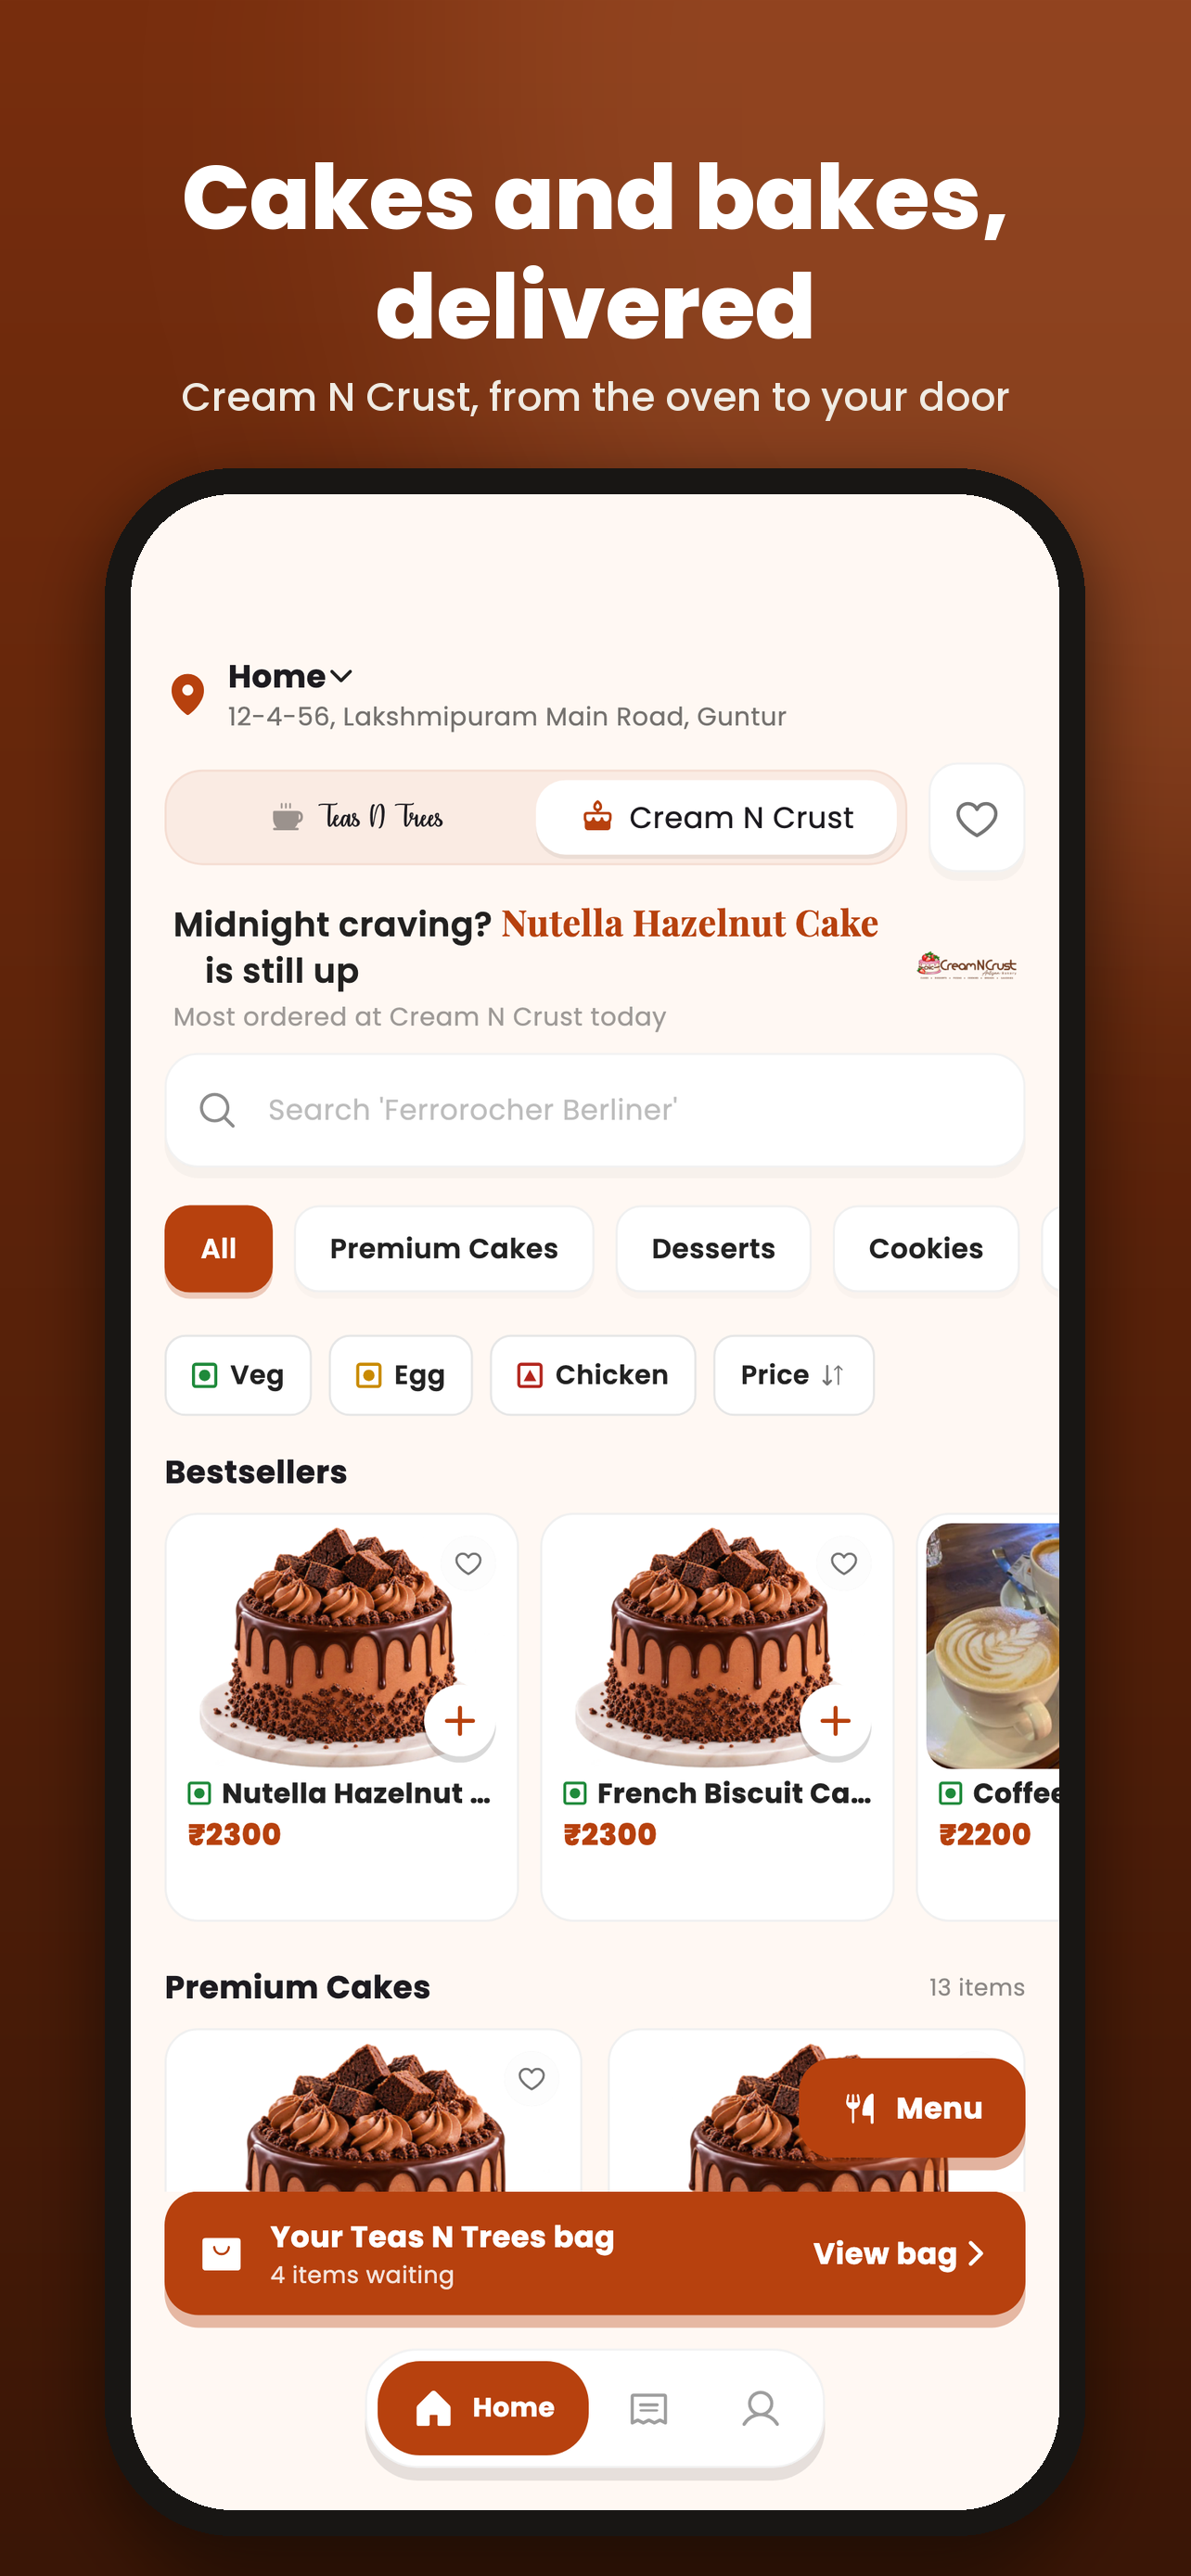 Cakes and bakes,
delivered
Cream N Crust, from the oven to your door
Home
12-4-56, Lakshmipuram Main Road, Guntur
Teas N Trees
Cream N Crust
Midnight craving? Nutella Hazelnut Cake
is still up
CreamNCrust
Most ordered at Cream N Crust today
Search 'Ferrorocher Berliner'
All
Premium Cakes
Desserts
Cookies
Veg
Egg
Chicken
Price
Bestsellers
Nutella Hazelnut ...
₹2300
French Biscuit Ca...
₹2300
Coffee
₹2200
Premium Cakes
13 items
Menu
Your Teas N Trees bag
4 items waiting
View bag
Home